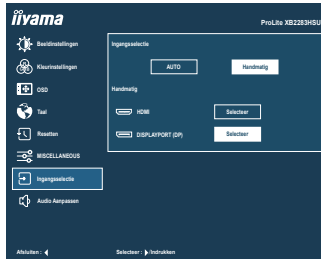 iiyama
ProLite XB2283HSU
Beeldinstellingen
Kleurinstellingen
OSD
Taal
Resetten
MISCELLANEOUS
Ingangsselectie
Audio Aanpassen
Ingangsselectie
AUTO
Handmatig
Handmatig
HDMI
Selecteer
DISPLAYPORT (DP)
Selecteer
Afsluiten :
Selecteer : /Indrukken